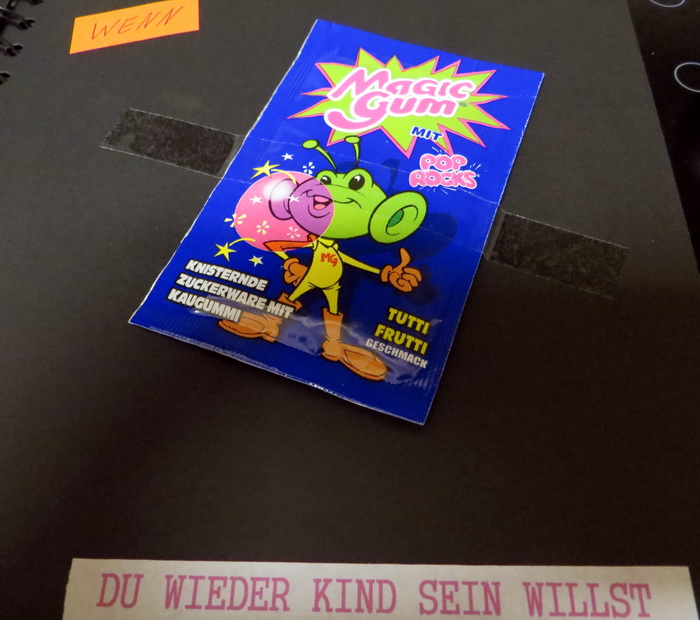 WENN
MAGIC
GUM
MIT
POP
ROCKS
MG
KNISTERNDE
ZUCKERWARE MIT
KAUGUMMI
TUTTI
FRUTTI
GESCHMACK
DU WIEDER KIND SEIN WILLST